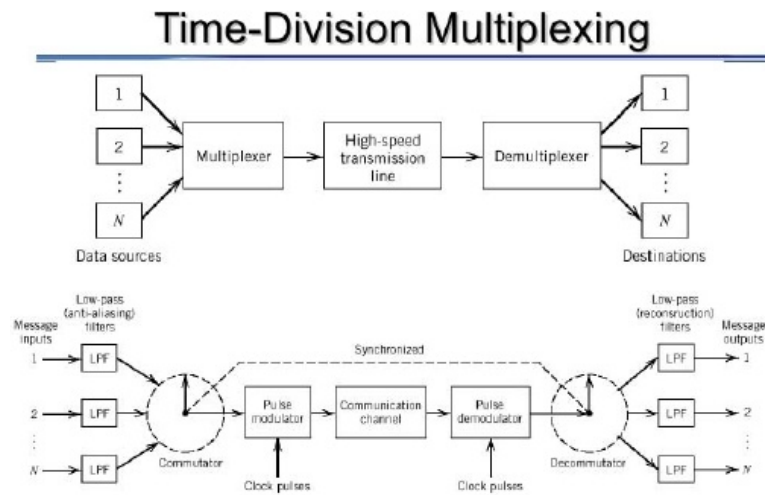 Time-Division Multiplexing
1
2
⋮
N
Data sources
Multiplexer
High-speed
transmission
line
Demultiplexer
1
2
⋮
N
Destinations
Message
inputs
Low-pass
(anti-aliasing)
filters
1
LPF
2
LPF
⋮
N
LPF
Commutator
Synchronized
Pulse
modulator
Clock pulses
Communication
channel
Pulse
demodulator
Clock pulses
Decommutator
Low-pass
(reconsruction)
filters
Message
outputs
LPF
1
LPF
2
⋮
LPF
N